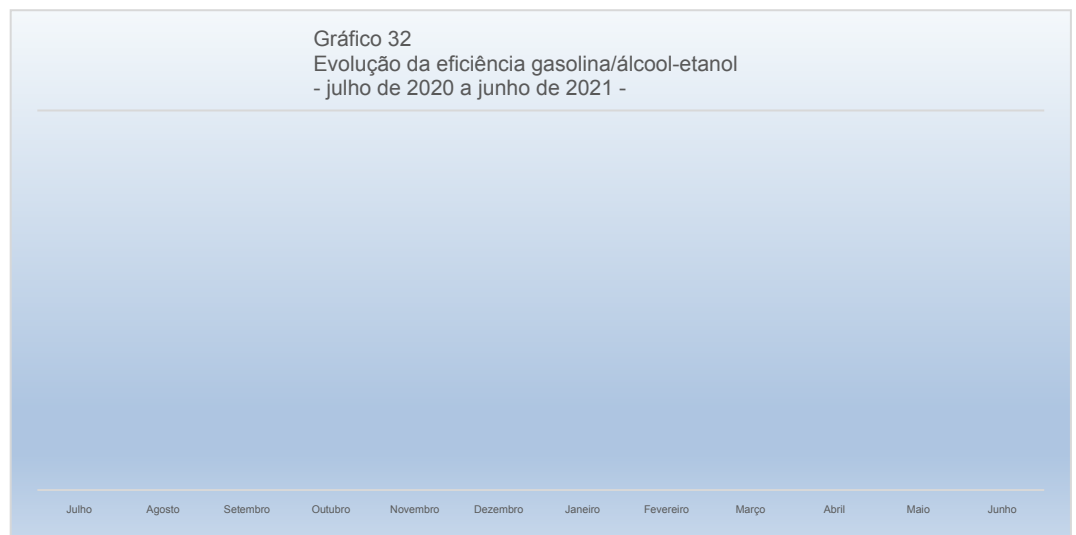 Gráfico 32
Evolução da eficiência gasolina/álcool-etanol
- julho de 2020 a junho de 2021 -
Julho Agosto Setembro Outubro Novembro Dezembro Janeiro Fevereiro Março Abril Maio Junho